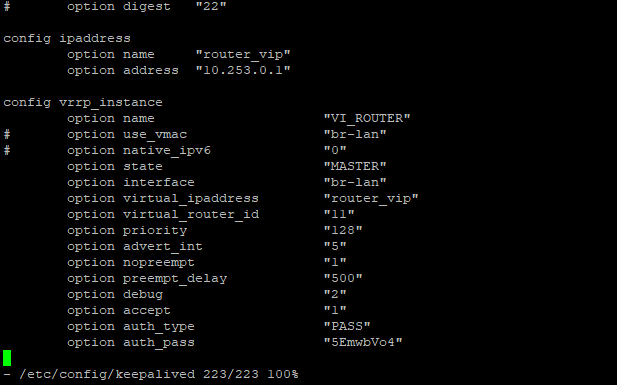 #       option digest   "22"
config ipaddress
        option name     "router_vip"
        option address  "10.253.0.1"
config vrrp_instance
        option name                     "VI_ROUTER"
#       option use_vmac                 "br-lan"
#       option native_ipv6              "0"
        option state                    "MASTER"
        option interface                "br-lan"
        option virtual_ipaddress        "router_vip"
        option virtual_router_id        "11"
        option priority                 "128"
        option advert_int               "5"
        option nopreempt                "1"
        option preempt_delay            "500"
        option debug                    "2"
        option accept                   "1"
        option auth_type                "PASS"
        option auth_pass                "5EmwbVo4"
- /etc/config/keepalived 223/223 100%